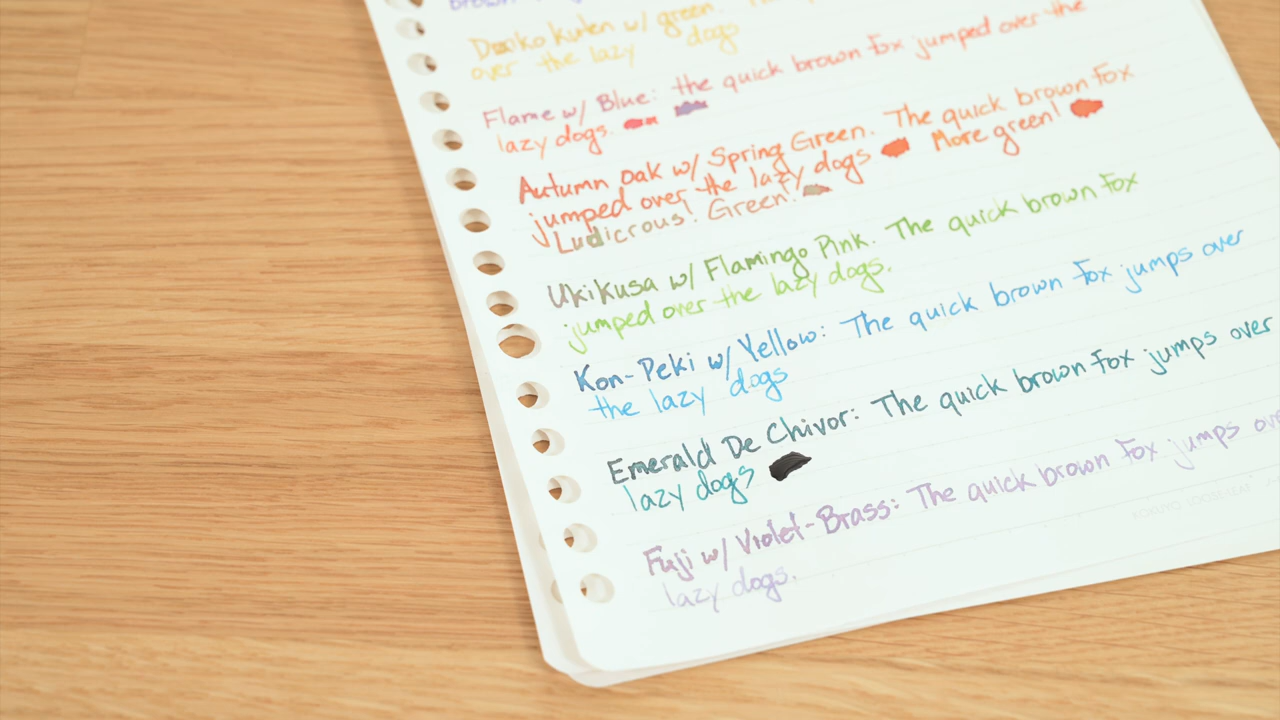 brown
Daiko kuten w/ green. The
over the lazy dogs
Flame w/ Blue: the quick brown fox jumped over the
lazy dogs.
Autumn oak w/ Spring Green. The quick brown fox
jumped over the lazy dogs More green!
Ludicrous! Green!
Ukikusa w/ Flamingo Pink. The quick brown fox
jumped over the lazy dogs.
Kon-Peki w/ Yellow: The quick brown fox jumps over
the lazy dogs
Emerald De Chivor: The quick brown fox jumps over
lazy dogs
Fuji w/ Violet-Brass: The quick brown fox jumps over
lazy dogs.